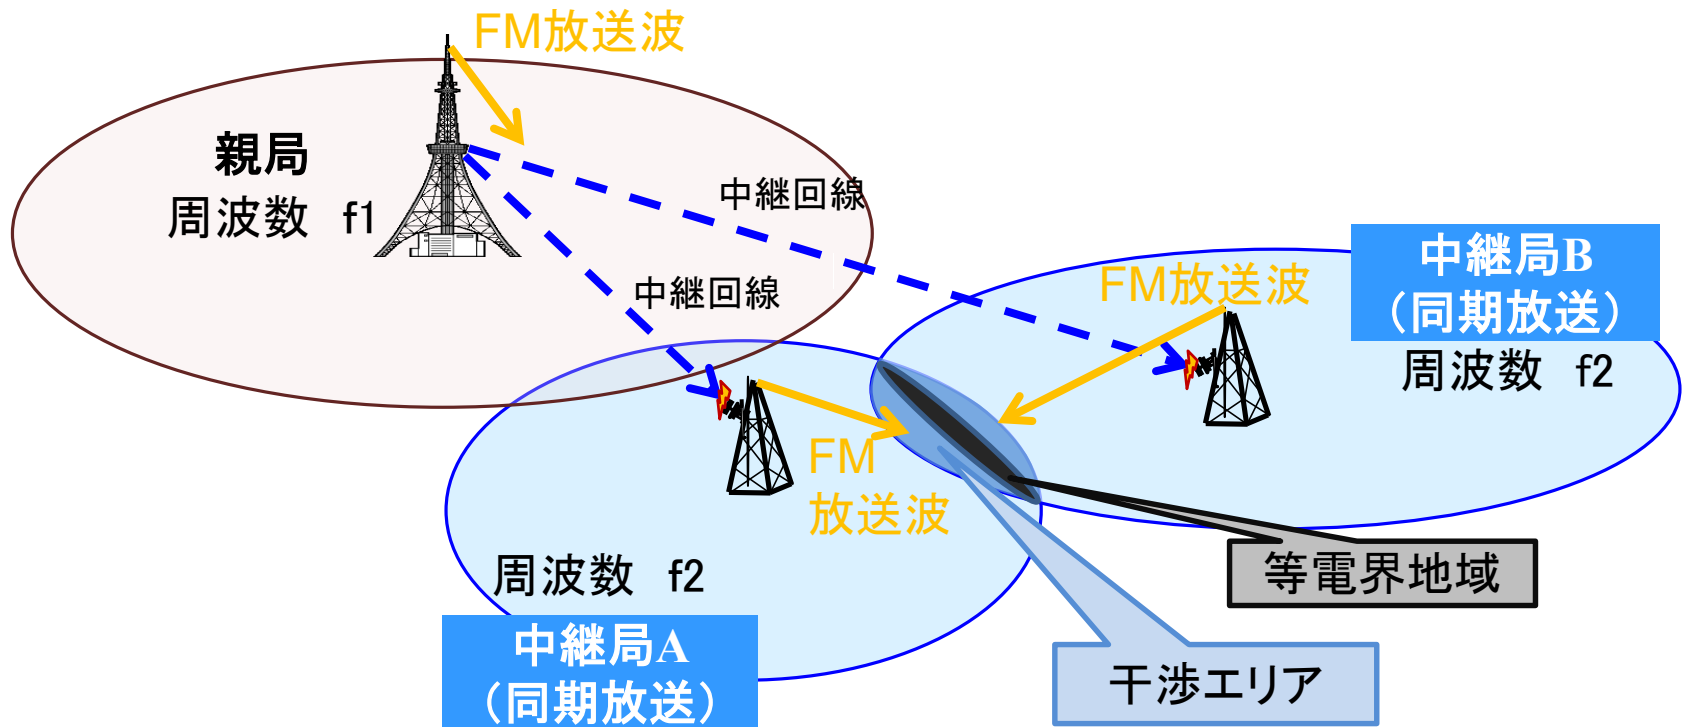 FM放送波
親局
周波数 f1
中継回線
中継回線
中継局B
(同期放送)
周波数 f2
FM放送波
FM
放送波
周波数 f2
中継局A
(同期放送)
等電界地域
干渉エリア